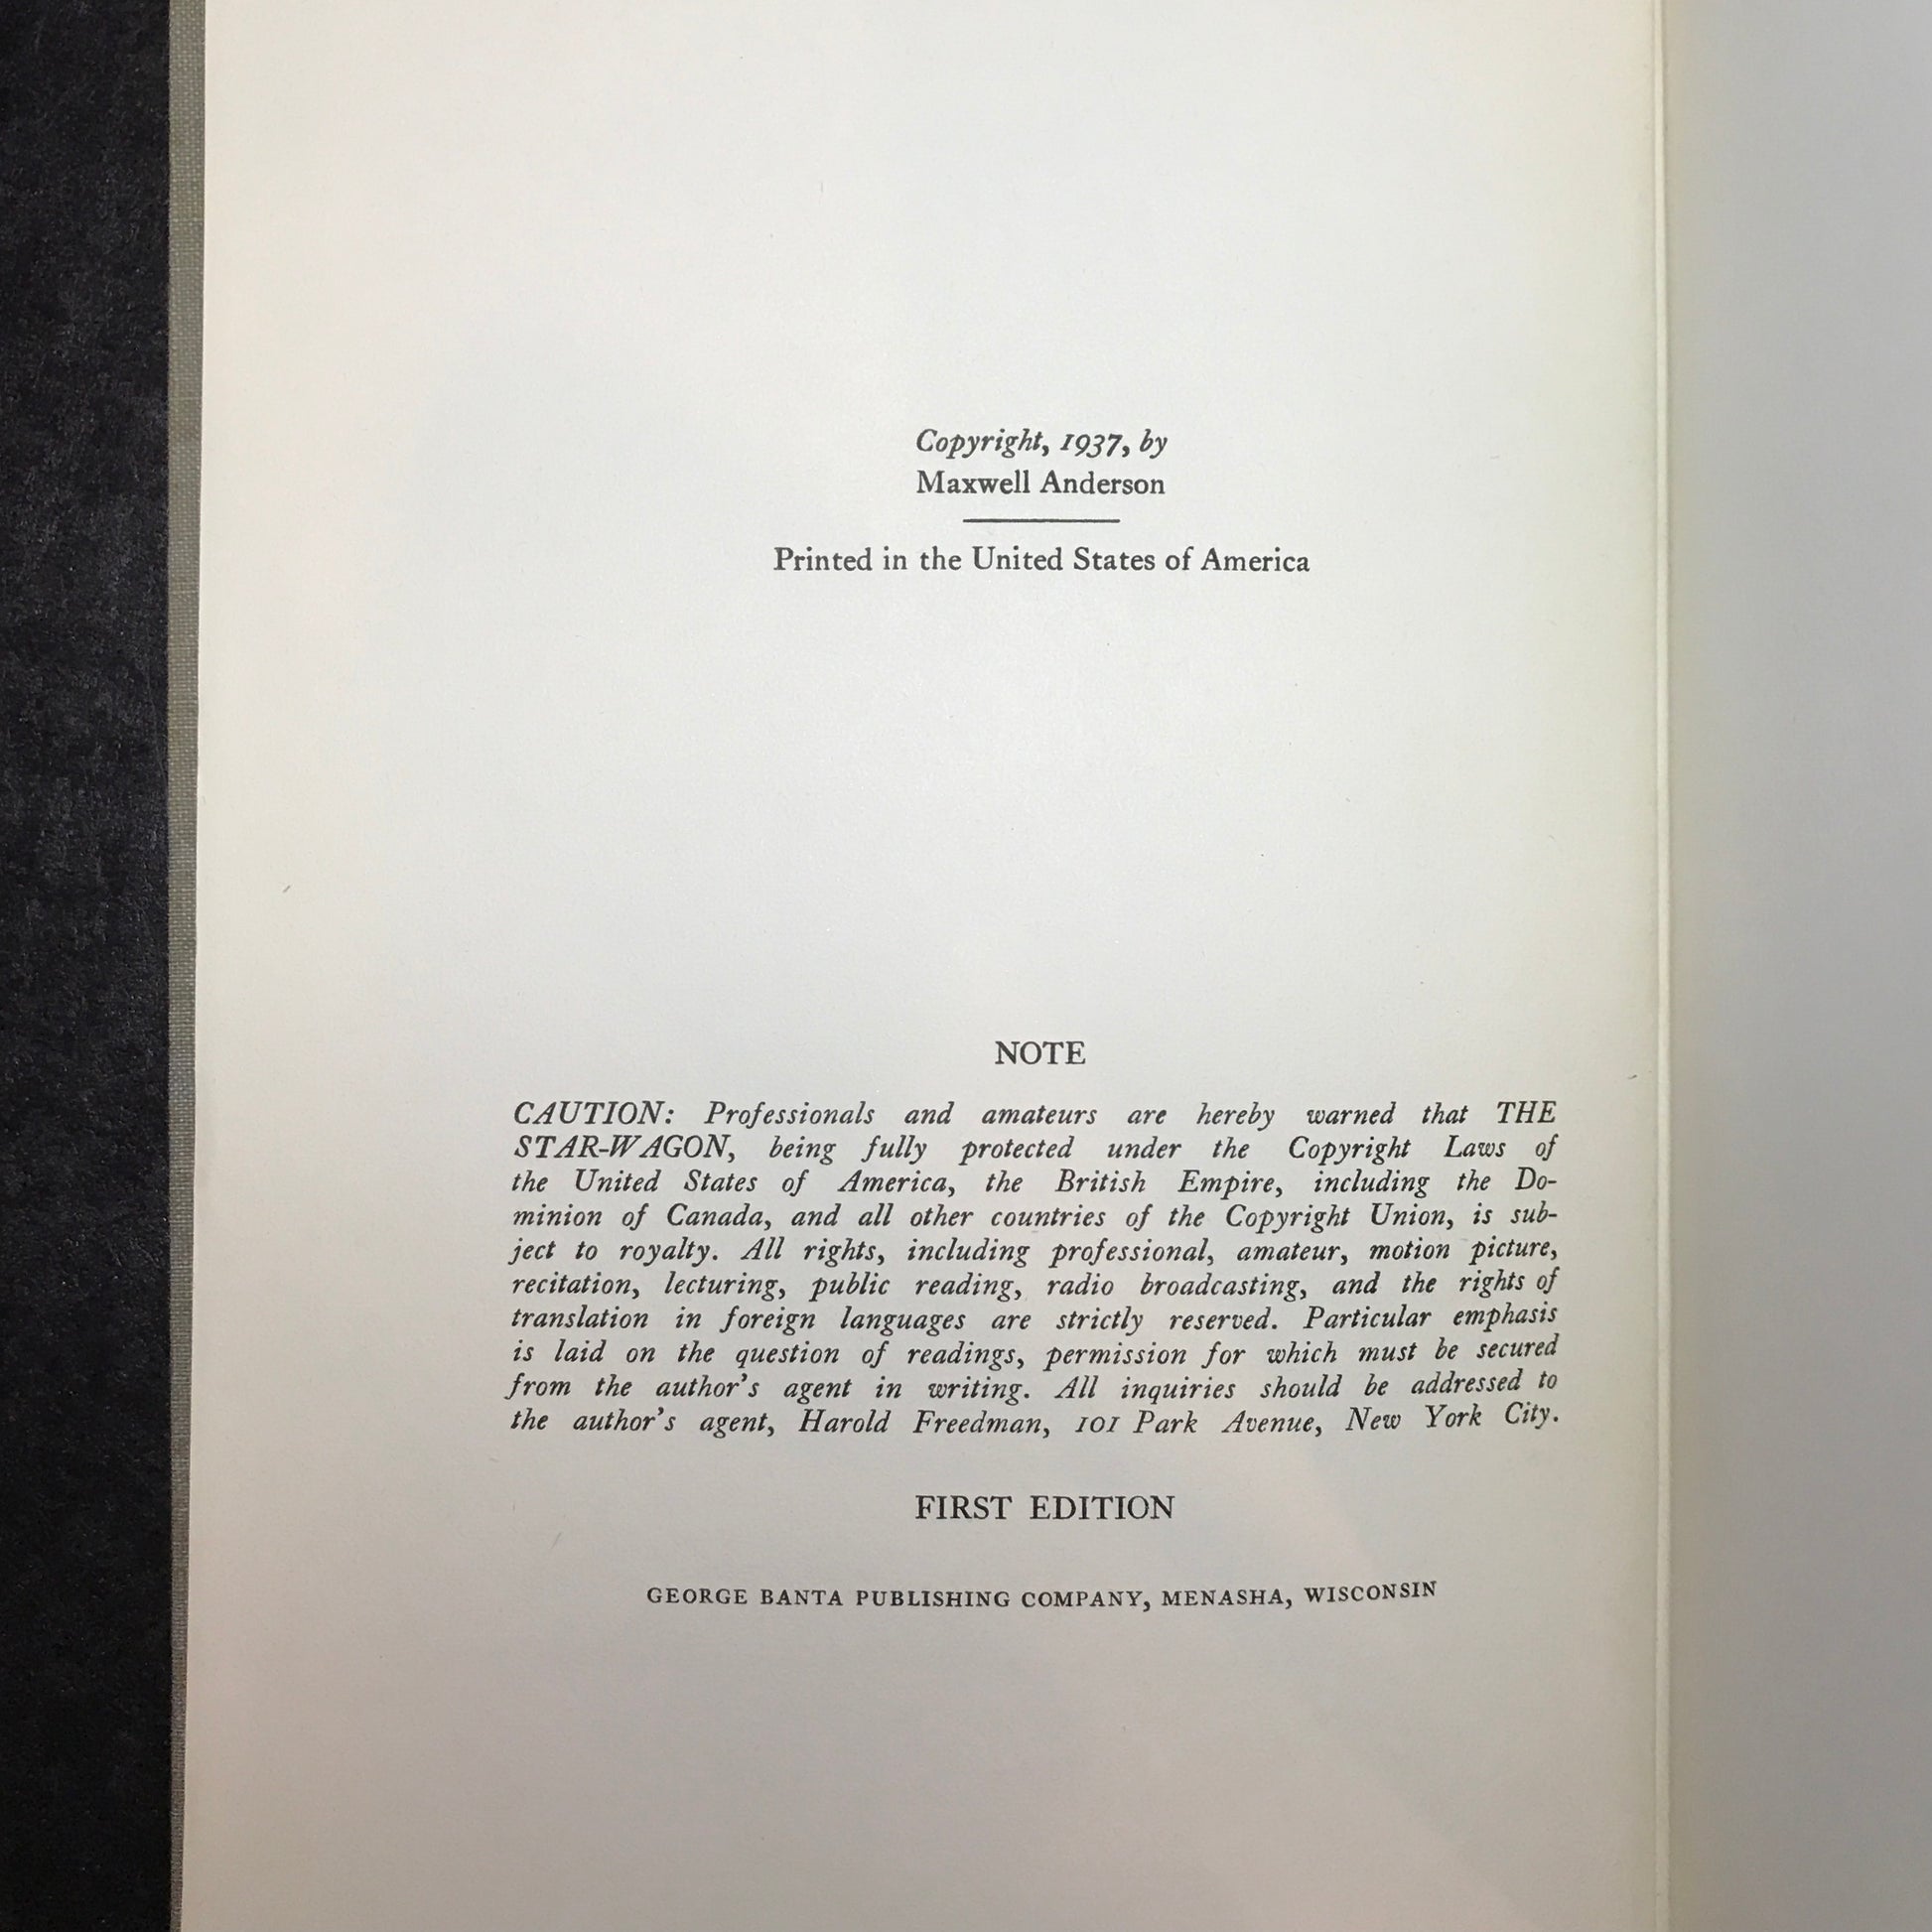 Copyright, 1937, by
Maxwell Anderson
Printed in the United States of America
NOTE
CAUTION: Professionals and amateurs are hereby warned that THE
STAR-WAGON, being fully protected under the Copyright Laws of
the United States of America, the British Empire, including the Do-
minion of Canada, and all other countries of the Copyright Union, is sub-
ject to royalty. All rights, including professional, amateur, motion picture,
recitation, lecturing, public reading, radio broadcasting, and the rights of
translation in foreign languages are strictly reserved. Particular emphasis
is laid on the question of readings, permission for which must be secured
from the author's agent in writing. All inquiries should be addressed to
the author's agent, Harold Freedman, 101 Park Avenue, New York City.
FIRST EDITION
GEORGE BANTA PUBLISHING COMPANY, MENASHA, WISCONSIN